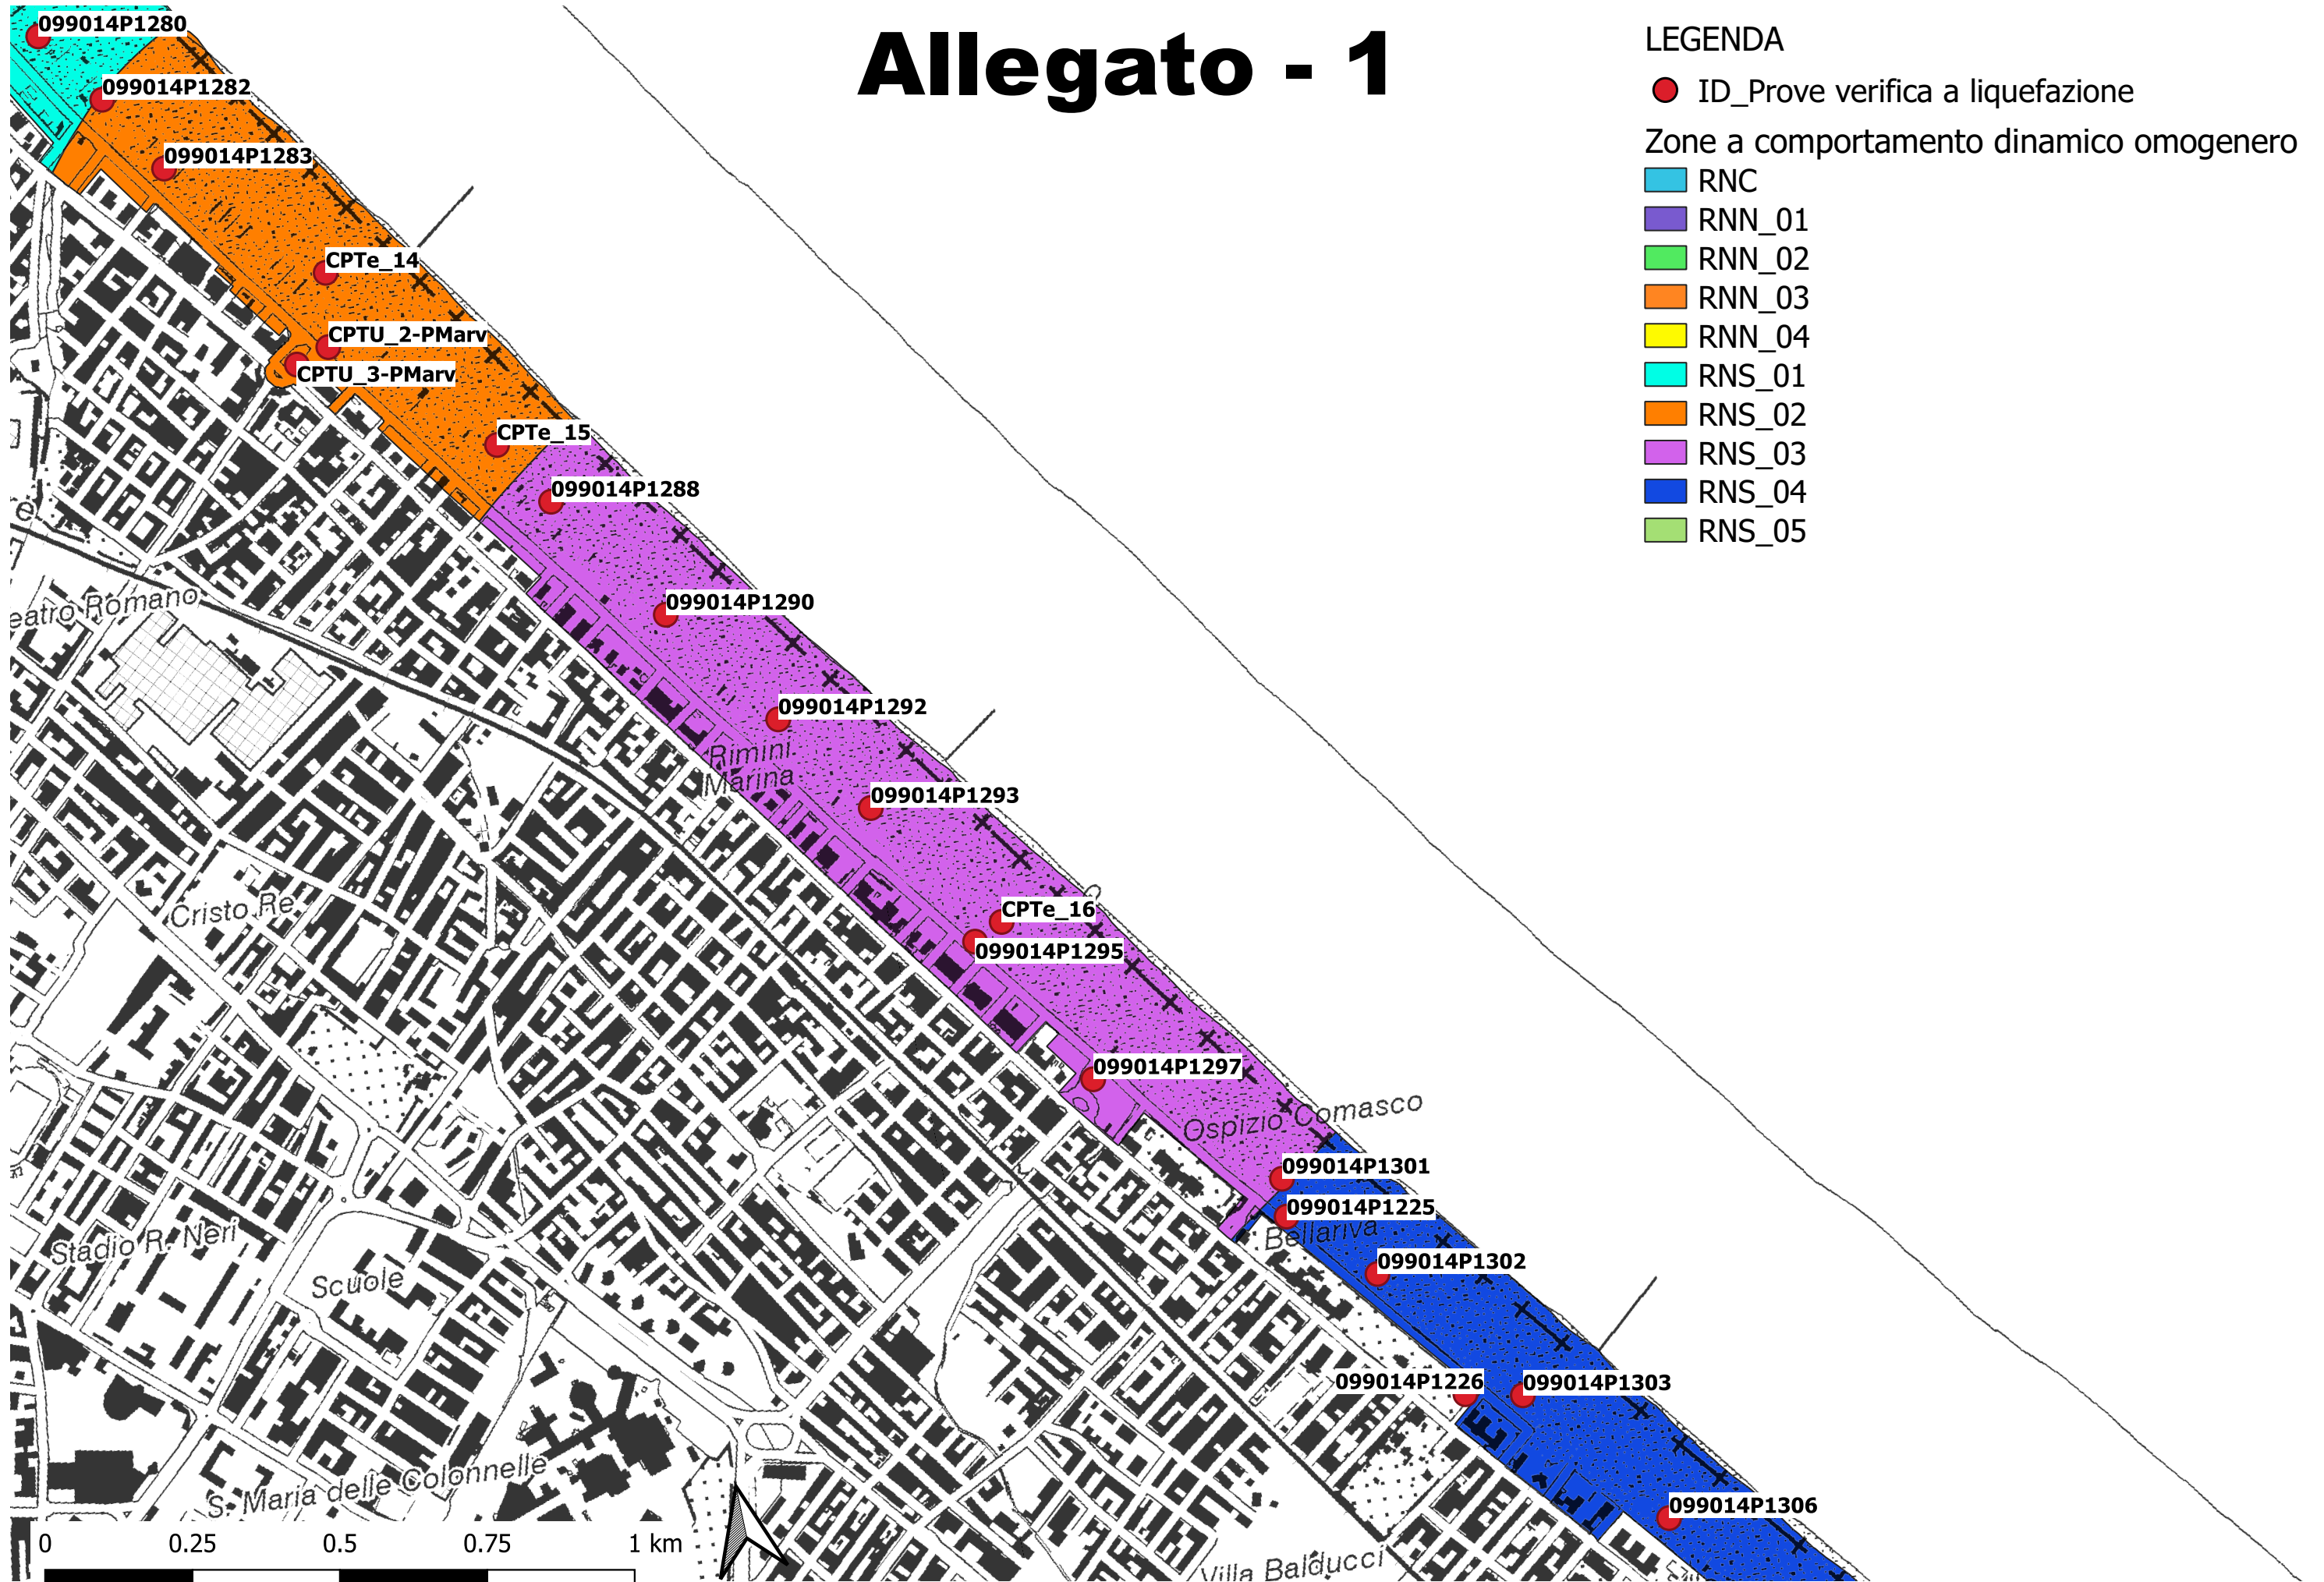 Allegato - 1
LEGENDA
ID_Prove verifica a liquefazione
Zone a comportamento dinamico omogenero
RNC
RNN_01
RNN_02
RNN_03
RNN_04
RNS_01
RNS_02
RNS_03
RNS_04
RNS_05
099014P1280
099014P1282
099014P1283
CPTe_14
CPTU_2-PMarv
CPTU_3-PMarv
CPTe_15
099014P1288
e
eatro Romano
099014P1290
099014P1292
Rimini
Marina
099014P1293
Cristo Re
CPTe_16
099014P1295
099014P1297
Ospizio Comasco
099014P1301
099014P1225
Bellariva
099014P1302
Stadio R. Neri
Scuole
099014P1226
099014P1303
S. Maria delle Colonnelle
099014P1306
Villa Balducci
0 0.25 0.5 0.75 1 km